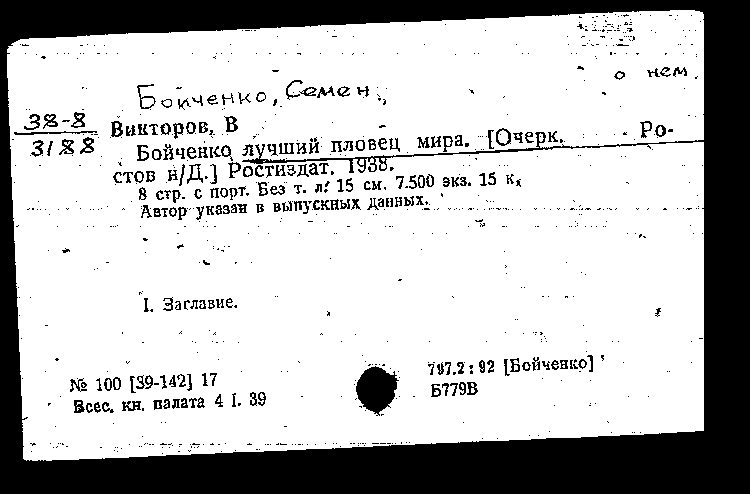 о нем.
Бойченко, Семен.
38-8
3188
Викторов, В
Бойченко лучший пловец мира. [Очерк. Ро-
стов н/Д.] Ростиздат. 1938.
8 стр. с порт. Без т. л. 15 см. 7.500 экз. 15 к.
Автор указан в выпускных данных.
I. Заглавие.
№ 100 [39-142] 17
Всес. кн. палата 4 I. 39
797.2 : 92 [Бойченко]
Б779В